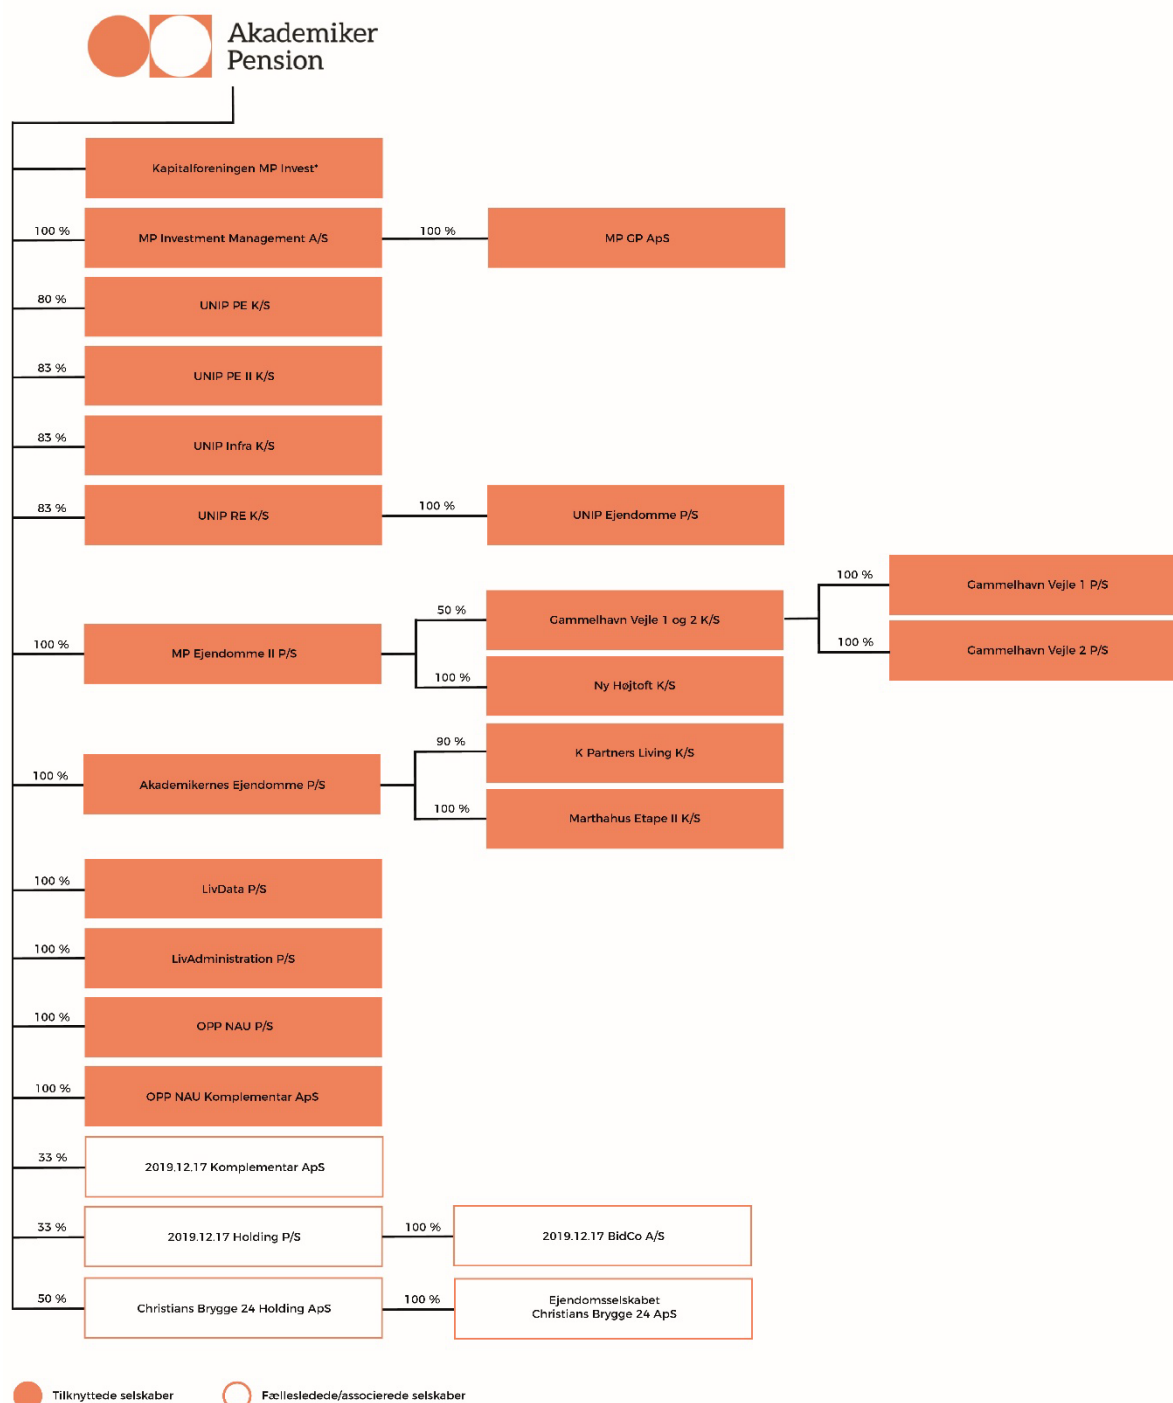 Akademiker
Pension
Kapitalforeningen MP Invest*
100 %
MP Investment Management A/S
100 %
MP GP ApS
80 %
UNIP PE K/S
83 %
UNIP PE II K/S
83 %
UNIP Infra K/S
83 %
UNIP RE K/S
100 %
UNIP Ejendomme P/S
100 %
MP Ejendomme II P/S
50 %
Gammelhavn Vejle 1 og 2 K/S
100 %
Gammelhavn Vejle 1 P/S
100 %
Gammelhavn Vejle 2 P/S
100 %
Ny Højtoft K/S
100 %
Akademikernes Ejendomme P/S
90 %
K Partners Living K/S
100 %
Marthahus Etape II K/S
100 %
LivData P/S
100 %
LivAdministration P/S
100 %
OPP NAU P/S
100 %
OPP NAU Komplementar ApS
33 %
2019.12.17 Komplementar ApS
33 %
2019.12.17 Holding P/S
100 %
2019.12.17 BidCo A/S
50 %
Christians Brygge 24 Holding ApS
100 %
Ejendomsselskabet
Christians Brygge 24 ApS
Tilknyttede selskaber
Fællesledede/associerede selskaber